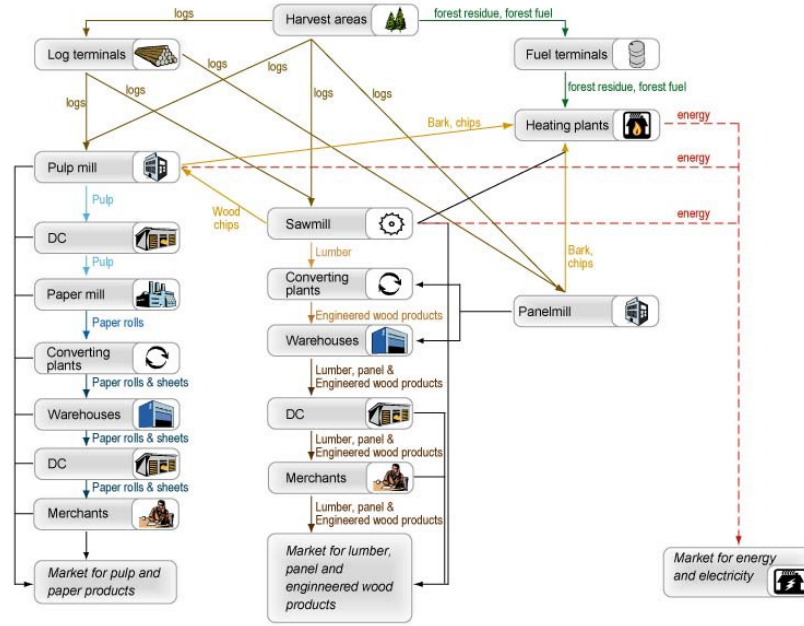 logs
Harvest areas
forest residue, forest fuel
Log terminals
Fuel terminals
logs
logs
logs
logs
logs
forest residue, forest fuel
Bark, chips
Heating plants
energy
Pulp mill
energy
Pulp
Wood
chips
Sawmill
energy
DC
Lumber
Bark,
chips
Pulp
Converting
plants
Paper mill
Panelmill
Engineered wood products
Paper rolls
Warehouses
Converting
plants
Lumber, panel &
Engineered wood products
Paper rolls & sheets
Warehouses
DC
Paper rolls & sheets
Lumber, panel &
Engineered wood products
DC
Merchants
Paper rolls & sheets
Lumber, panel &
Engineered wood products
Merchants
Market for lumber,
panel and
enginneered wood
products
Market for energy
and electricity
Market for pulp and
paper products